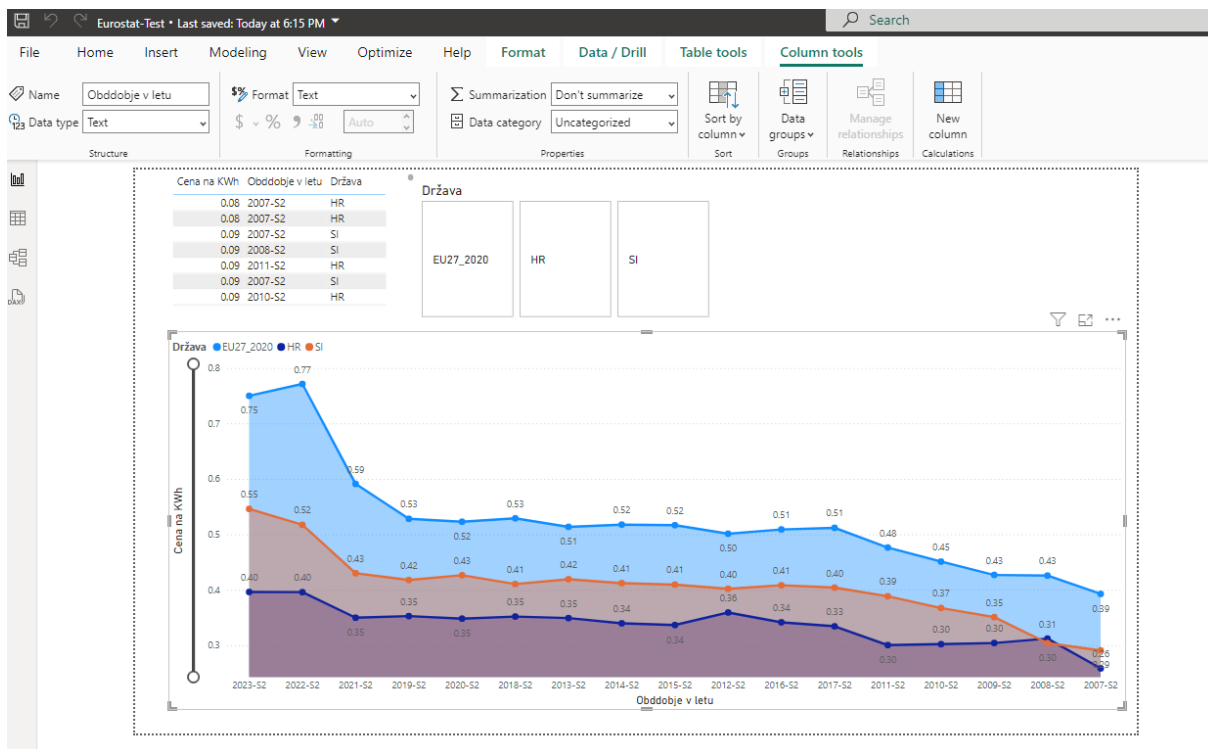 Eurostat-Test • Last saved: Today at 6:15 PM
Search
File Home Insert Modeling View Optimize Help Format Data / Drill Table tools Column tools
Name Obddobje v letu $% Format Text Summarization Don't summarize Sort by column Data groups Manage relationships New column
Data type Text $ % Auto Data category Uncategorized
Structure Formatting Properties Sort Groups Relationships Calculations
Cena na KWh Obddobje v letu Država
0.08 2007-S2 HR
0.08 2007-S2 HR
0.09 2007-S2 SI
0.09 2008-S2 SI
0.09 2011-S2 HR
0.09 2007-S2 SI
0.09 2010-S2 HR
Država
EU27_2020 HR SI
Država EU27_2020 HR SI
Cena na KWh
0.8
0.7
0.6
0.5
0.4
0.3
0.75 0.77 0.59 0.53 0.52 0.53 0.51 0.52 0.52 0.50 0.51 0.51 0.48 0.45 0.43 0.43 0.39
0.55 0.52 0.43 0.42 0.43 0.41 0.42 0.41 0.41 0.40 0.41 0.40 0.39 0.37 0.35 0.30 0.29
0.40 0.40 0.35 0.35 0.35 0.35 0.35 0.34 0.34 0.36 0.34 0.33 0.30 0.30 0.30 0.31 0.26
2023-S2 2022-S2 2021-S2 2019-S2 2020-S2 2018-S2 2013-S2 2014-S2 2015-S2 2012-S2 2016-S2 2017-S2 2011-S2 2010-S2 2009-S2 2008-S2 2007-S2
Obddobje v letu